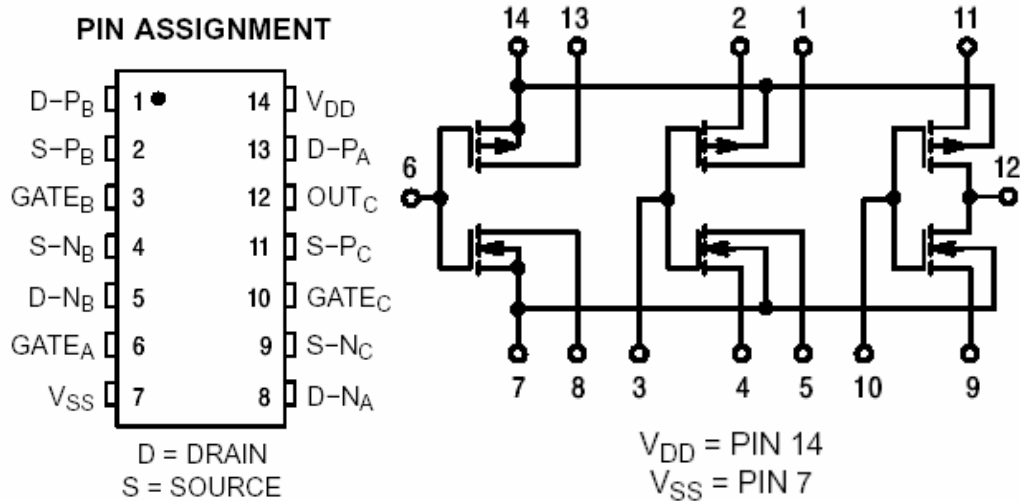 PIN ASSIGNMENT
D–P_B 1 14 V_DD
S–P_B 2 13 D–P_A
GATE_B 3 12 OUT_C
S–N_B 4 11 S–P_C
D–N_B 5 10 GATE_C
GATE_A 6 9 S–N_C
V_SS 7 8 D–N_A
D = DRAIN
S = SOURCE
14 13 2 1 11
6
12
7 8 3 4 5 10 9
V_DD = PIN 14
V_SS = PIN 7